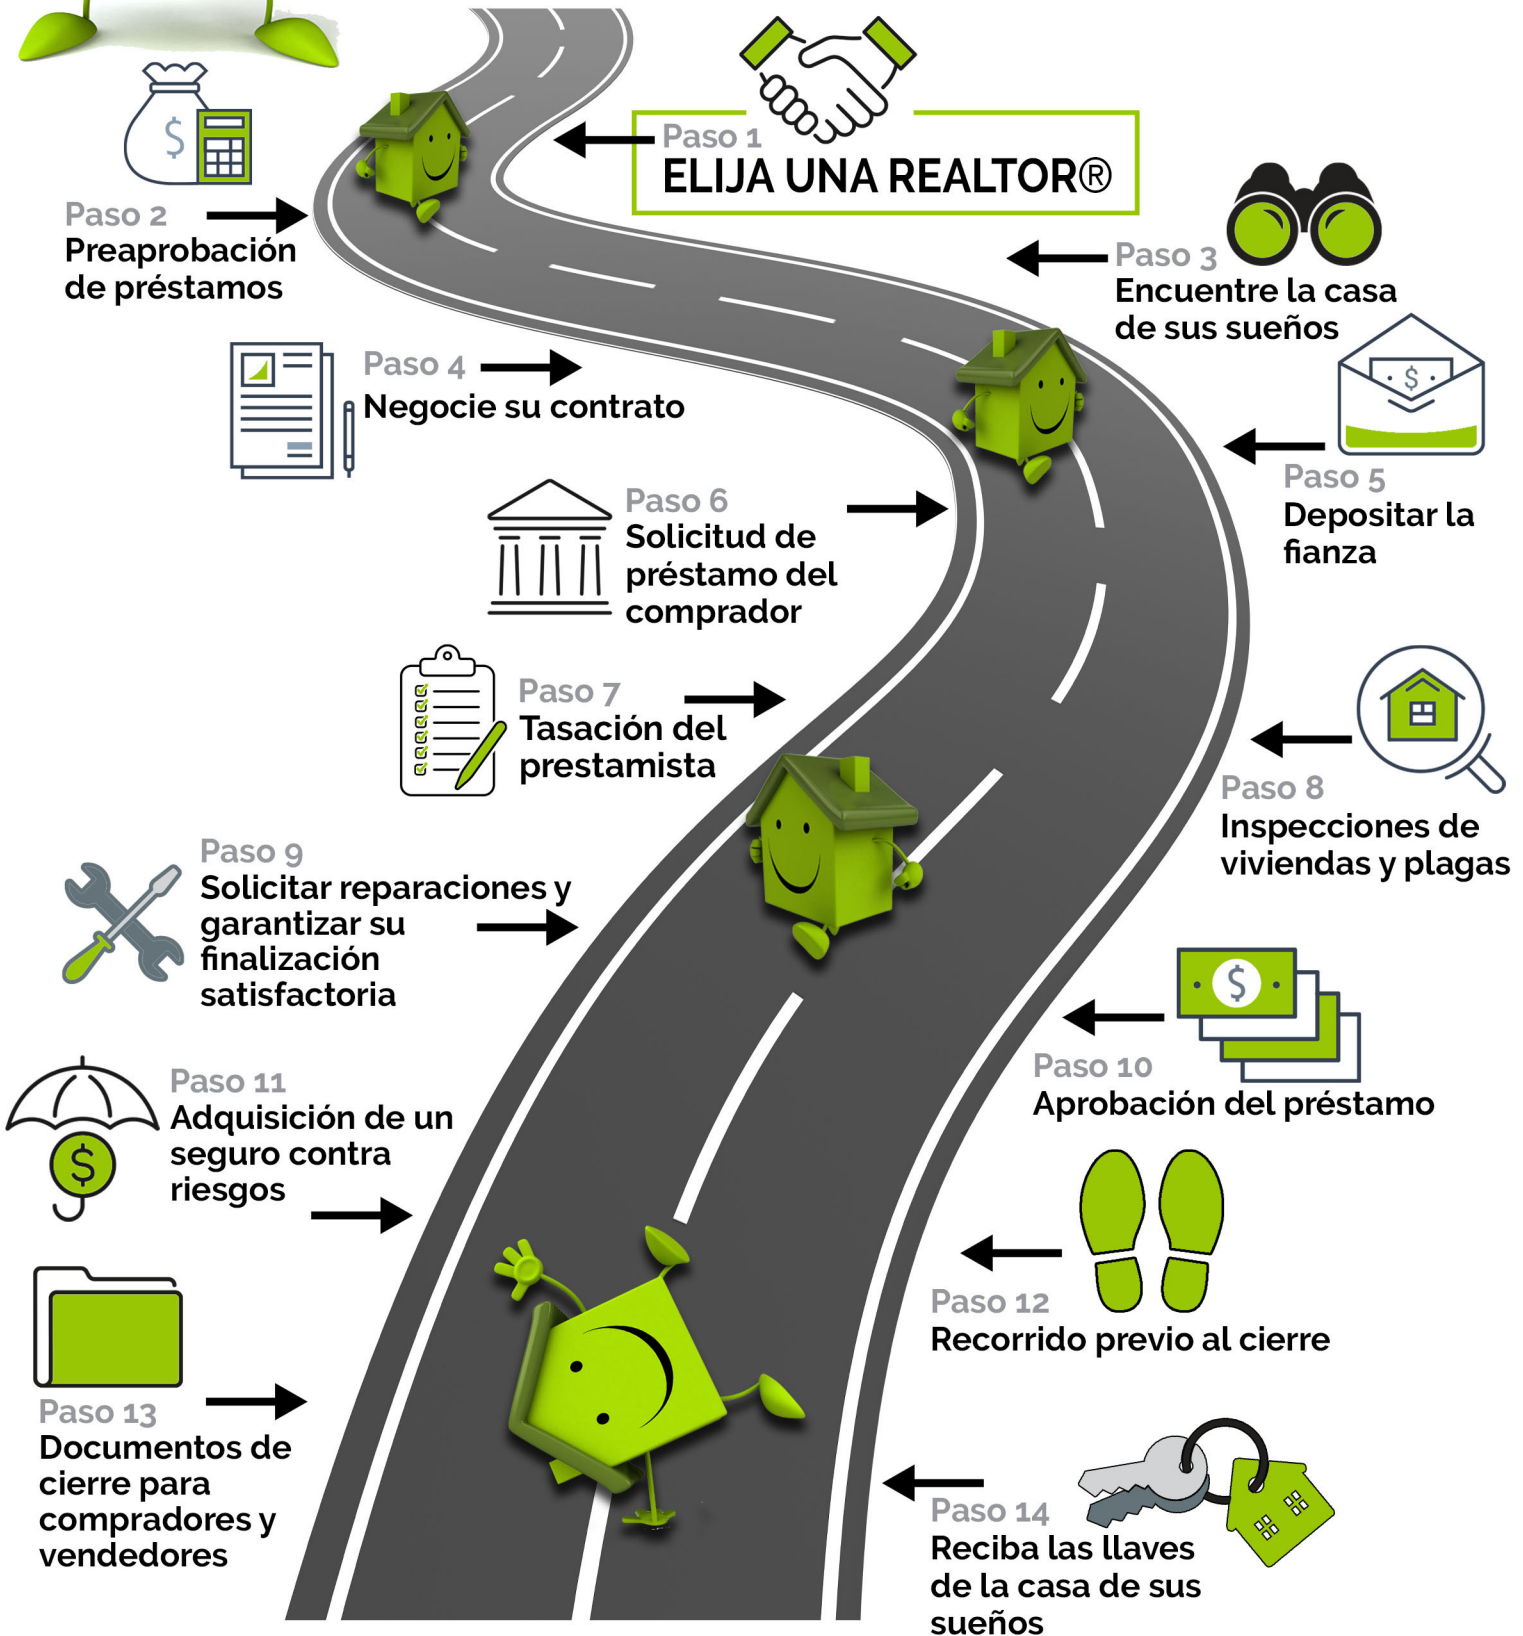 Paso 1
ELIJA UNA REALTOR®
Paso 2
Preaprobación
de préstamos
Paso 3
Encuentre la casa
de sus sueños
Paso 4
Negocie su contrato
Paso 5
Depositar la
fianza
Paso 6
Solicitud de
préstamo del
comprador
Paso 7
Tasación del
prestamista
Paso 8
Inspecciones de
viviendas y plagas
Paso 9
Solicitar reparaciones y
garantizar su
finalización
satisfactoria
Paso 10
Aprobación del préstamo
Paso 11
Adquisición de un
seguro contra
riesgos
Paso 12
Recorrido previo al cierre
Paso 13
Documentos de
cierre para
compradores y
vendedores
Paso 14
Reciba las llaves
de la casa de sus
sueños